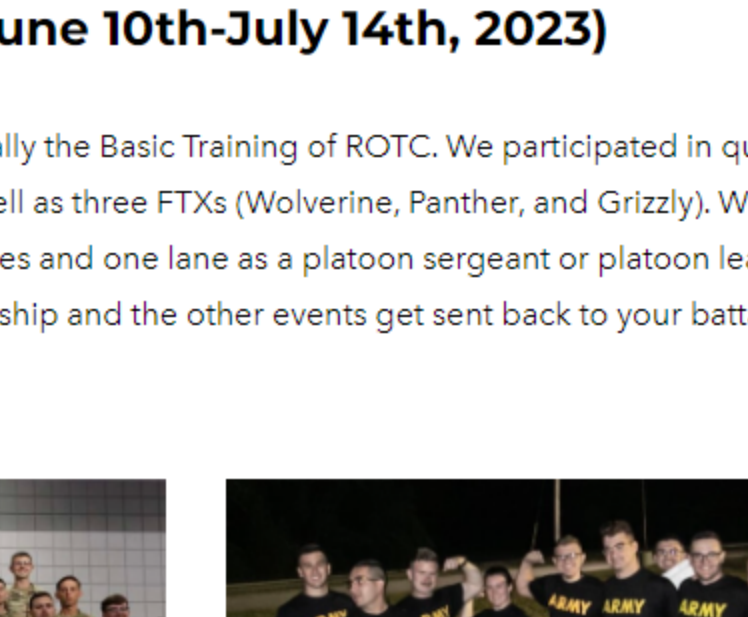 une 10th-July 14th, 2023)
ally the Basic Training of ROTC. We participated in qu
ell as three FTXs (Wolverine, Panther, and Grizzly). W
es and one lane as a platoon sergeant or platoon lea
ship and the other events get sent back to your batt
ARMY ARMY ARMY ARMY